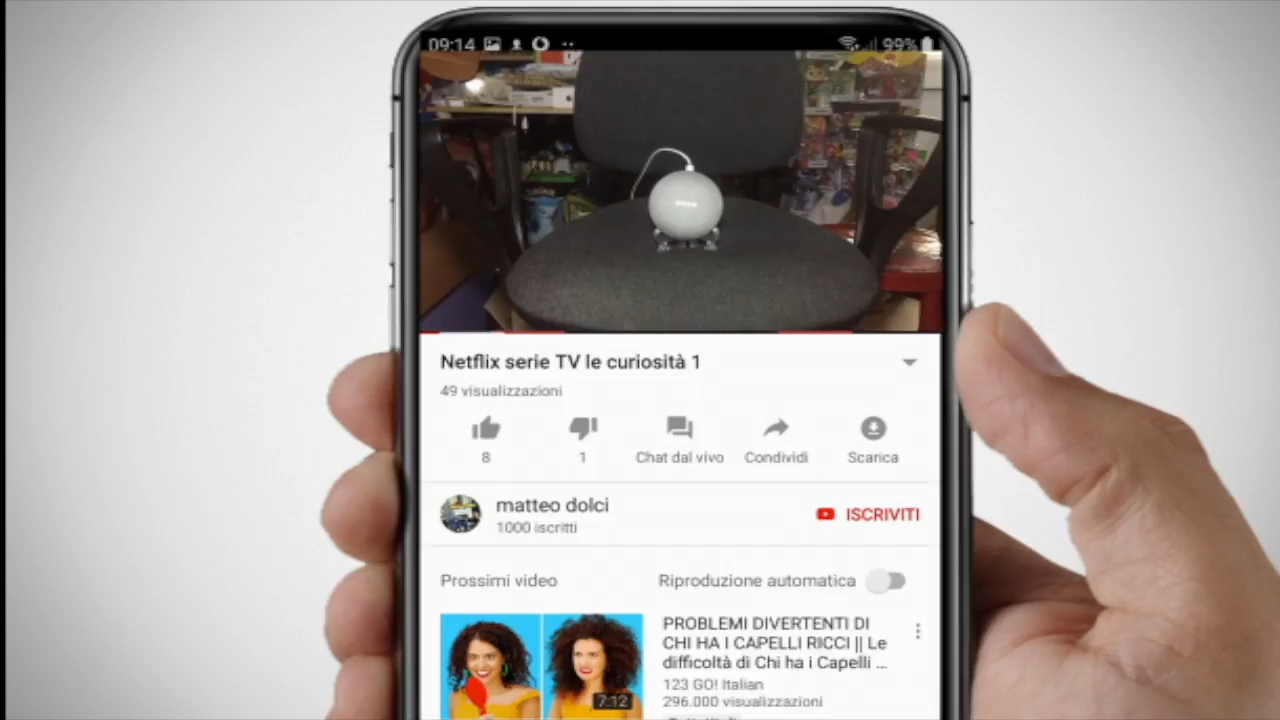 09:14 99%
Netflix serie TV le curiosità 1
49 visualizzazioni
8 1 Chat dal vivo Condividi Scarica
matteo dolci
1000 iscritti
ISCRIVITI
Prossimi video Riproduzione automatica
PROBLEMI DIVERTENTI DI
CHI HA I CAPELLI RICCI || Le
difficoltà di Chi ha i Capelli ...
123 GO! Italian
296.000 visualizzazioni
7:12